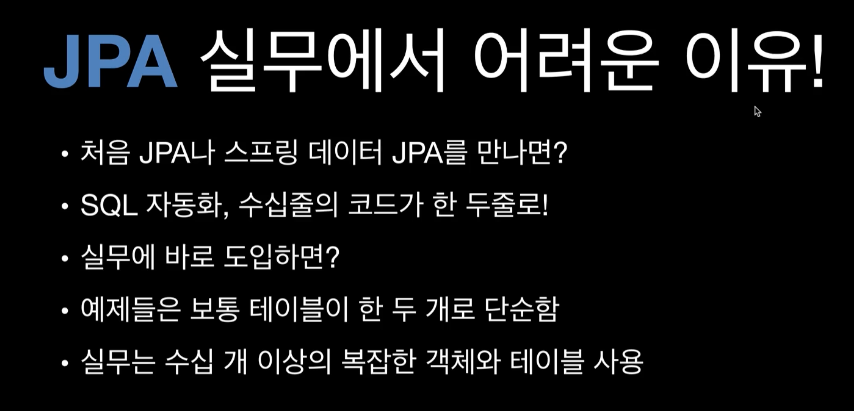 JPA 실무에서 어려운 이유!
• 처음 JPA나 스프링 데이터 JPA를 만나면?
• SQL 자동화, 수십줄의 코드가 한 두줄로!
• 실무에 바로 도입하면?
• 예제들은 보통 테이블이 한 두 개로 단순함
• 실무는 수십 개 이상의 복잡한 객체와 테이블 사용